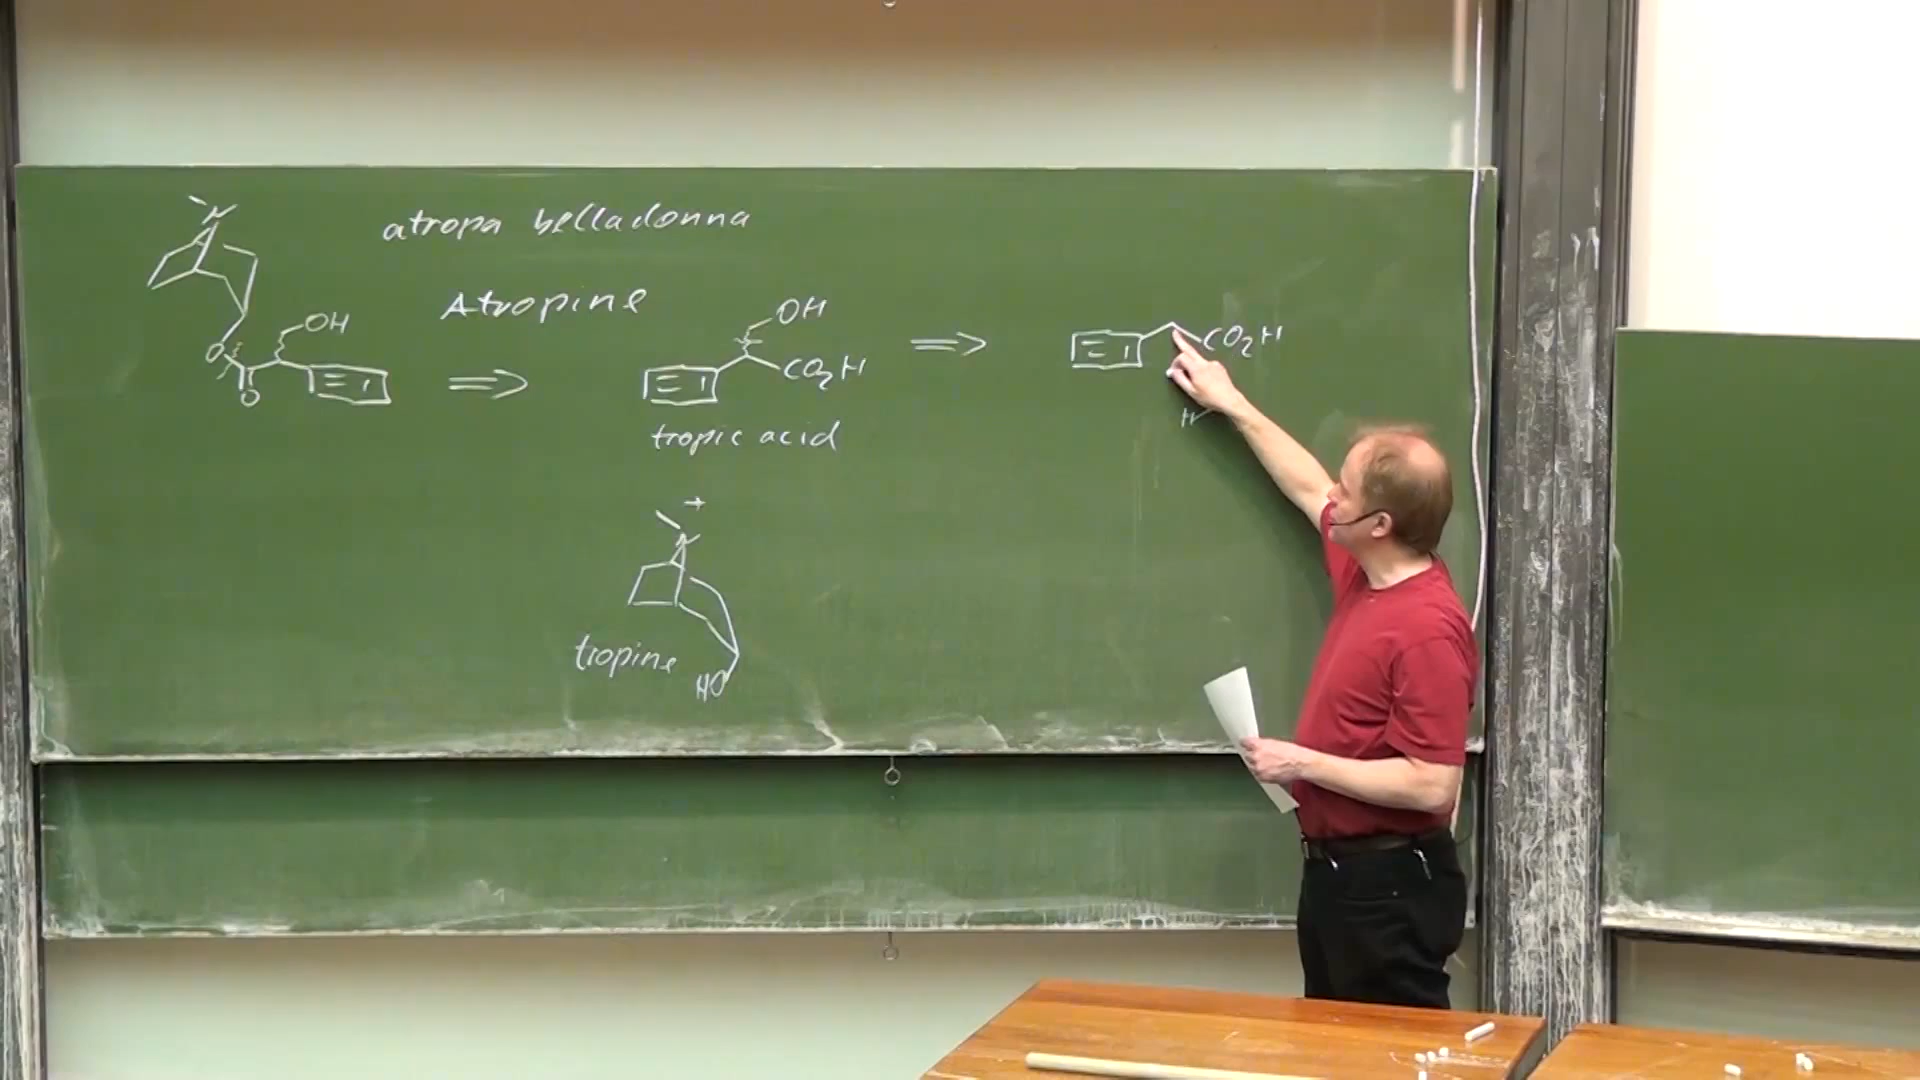 atropa belladonna
Atropine
N
OH
O
O
OH
CO2H
CO2H
H
tropic acid
+
N
tropine
HO